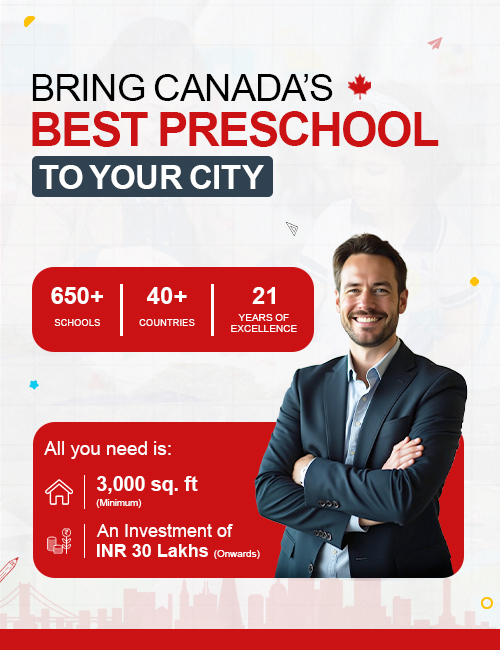 BRING CANADA'S
BEST PRESCHOOL
TO YOUR CITY
650+
SCHOOLS
40+
COUNTRIES
21
YEARS OF
EXCELLENCE
All you need is:
3,000 sq. ft
(Minimum)
An Investment of
INR 30 Lakhs (Onwards)